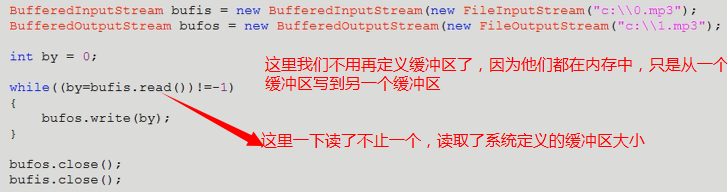 BufferedInputStream bufis = new BufferedInputStream(new FileInputStream("c:\\0.mp3");
BufferedOutputStream bufos = new BufferedOutputStream(new FileOutputStream("c:\\1.mp3");
int by = 0;
这里我们不用再定义缓冲区了，因为他们都在内存中，只是从一个
缓冲区写到另一个缓冲区
while((by=bufis.read())!=-1)
{
bufos.write(by);
}
这里一下读了不止一个，读取了系统定义的缓冲区大小
bufos.close();
bufis.close();